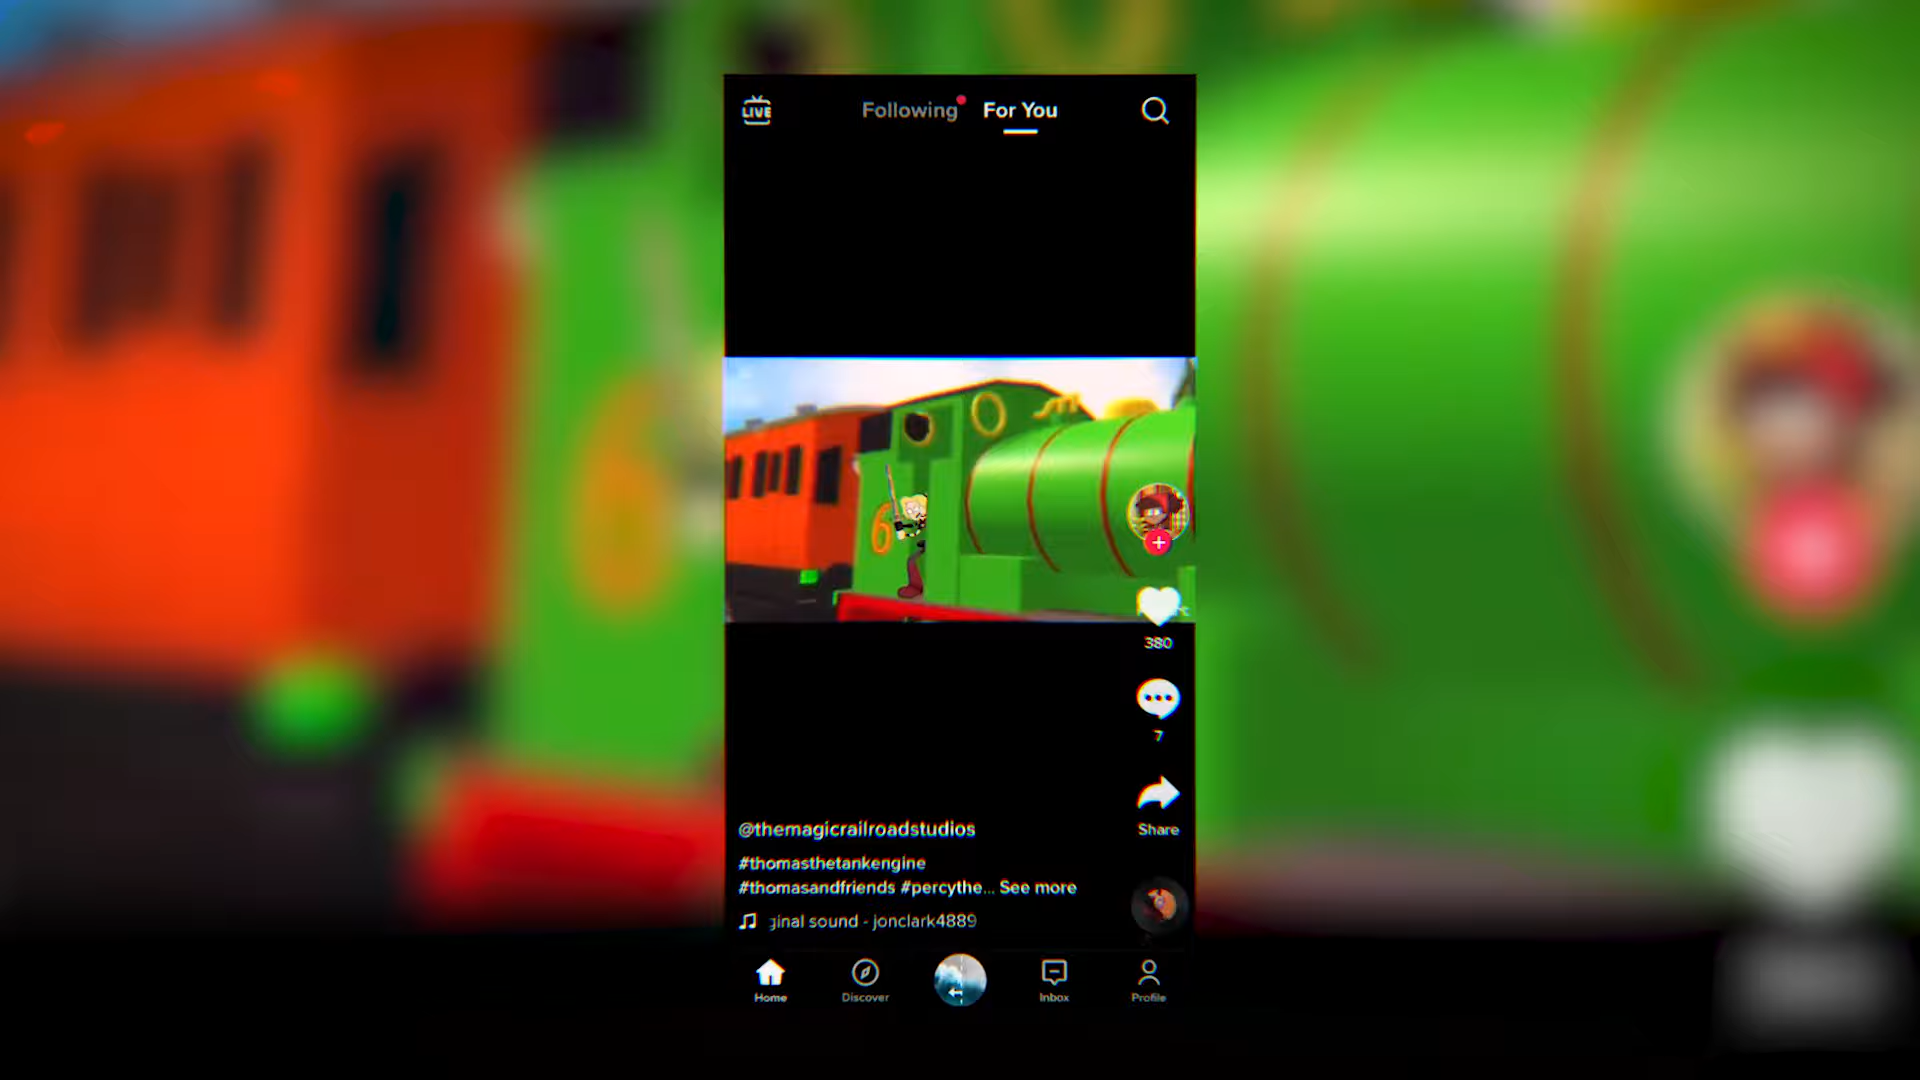 LIVE
Following
For You
6
380
7
Share
@themagicrailroadstudios
#thomasthetankengine
#thomasandfriends #percythe... See more
ginal sound - jonclark4889
Home
Discover
Inbox
Profile